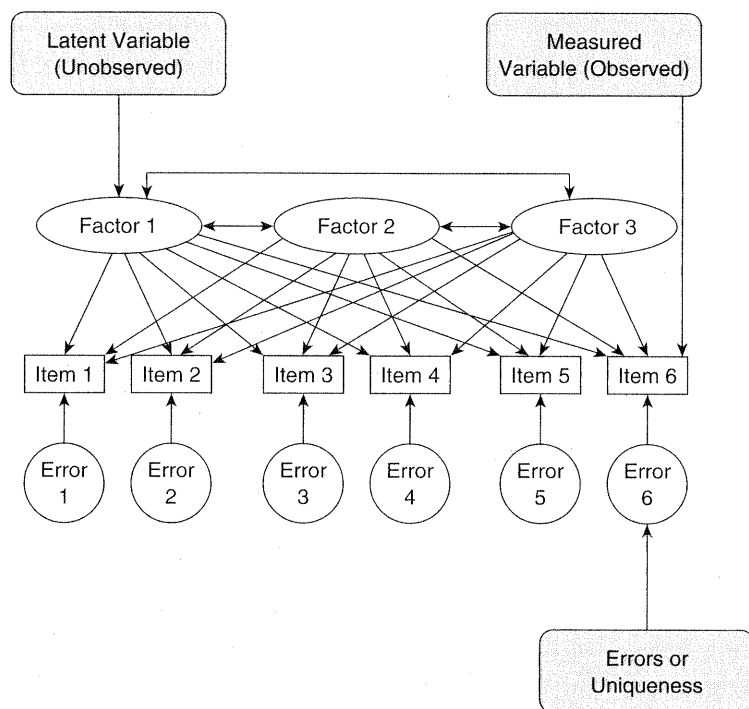 Latent Variable
(Unobserved)
Measured
Variable (Observed)
Factor 1
Factor 2
Factor 3
Item 1
Item 2
Item 3
Item 4
Item 5
Item 6
Error
1
Error
2
Error
3
Error
4
Error
5
Error
6
Errors or
Uniqueness